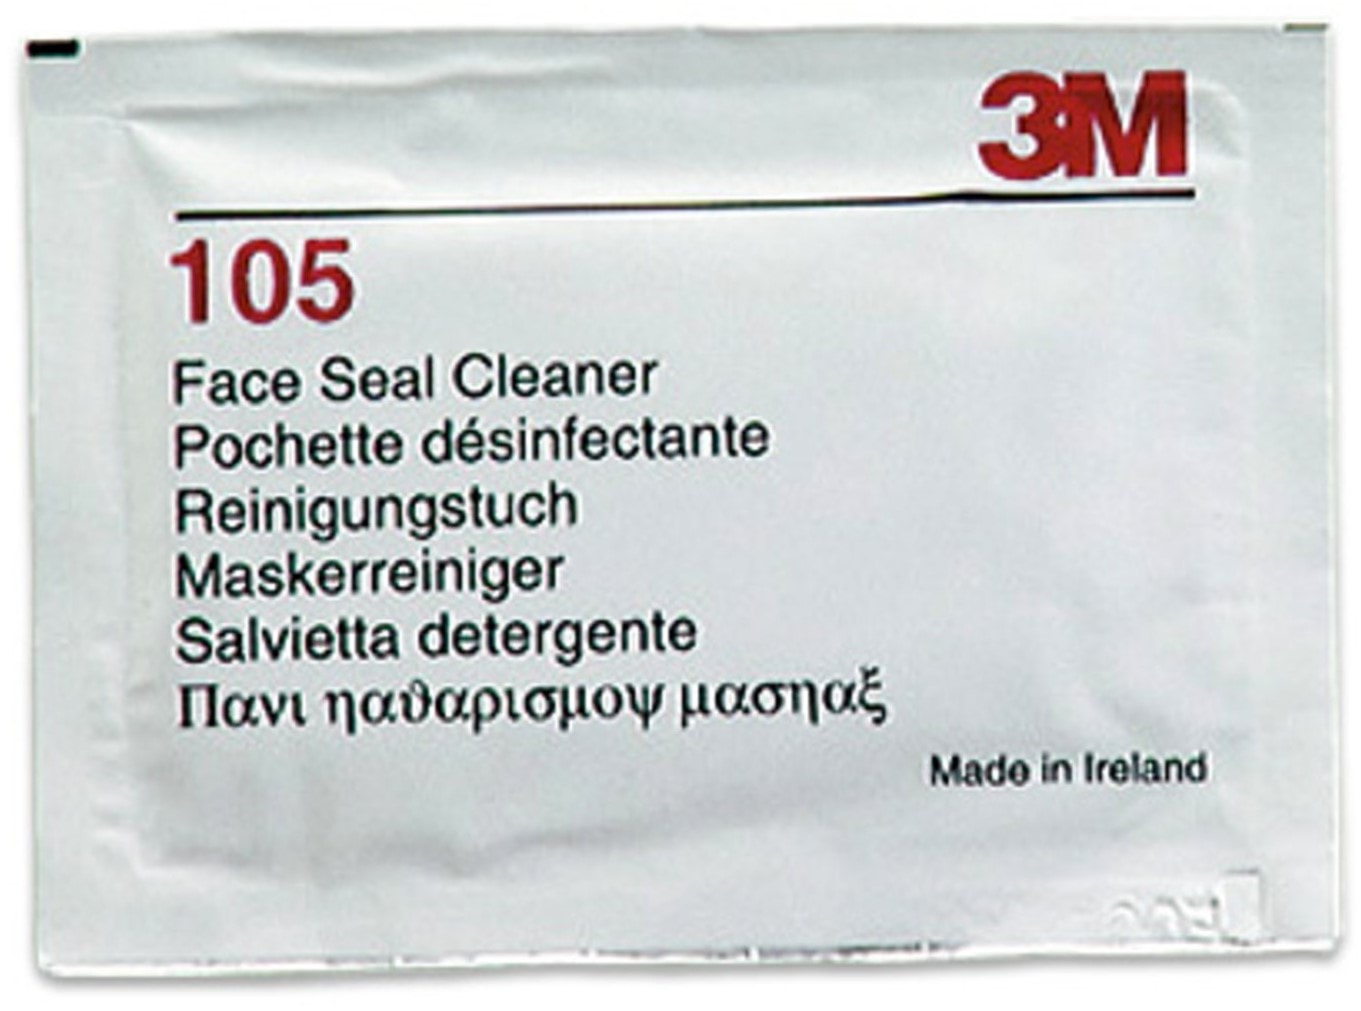 3M
105
Face Seal Cleaner
Pochette désinfectante
Reinigungstuch
Maskerreiniger
Salvietta detergente
Πανι ηαϑαρισμοψ μασηαξ
Made in Ireland